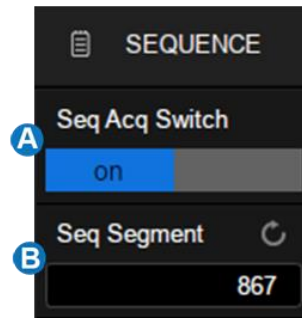 SEQUENCE
Seq Acq Switch
A
on
Seq Segment
B
867